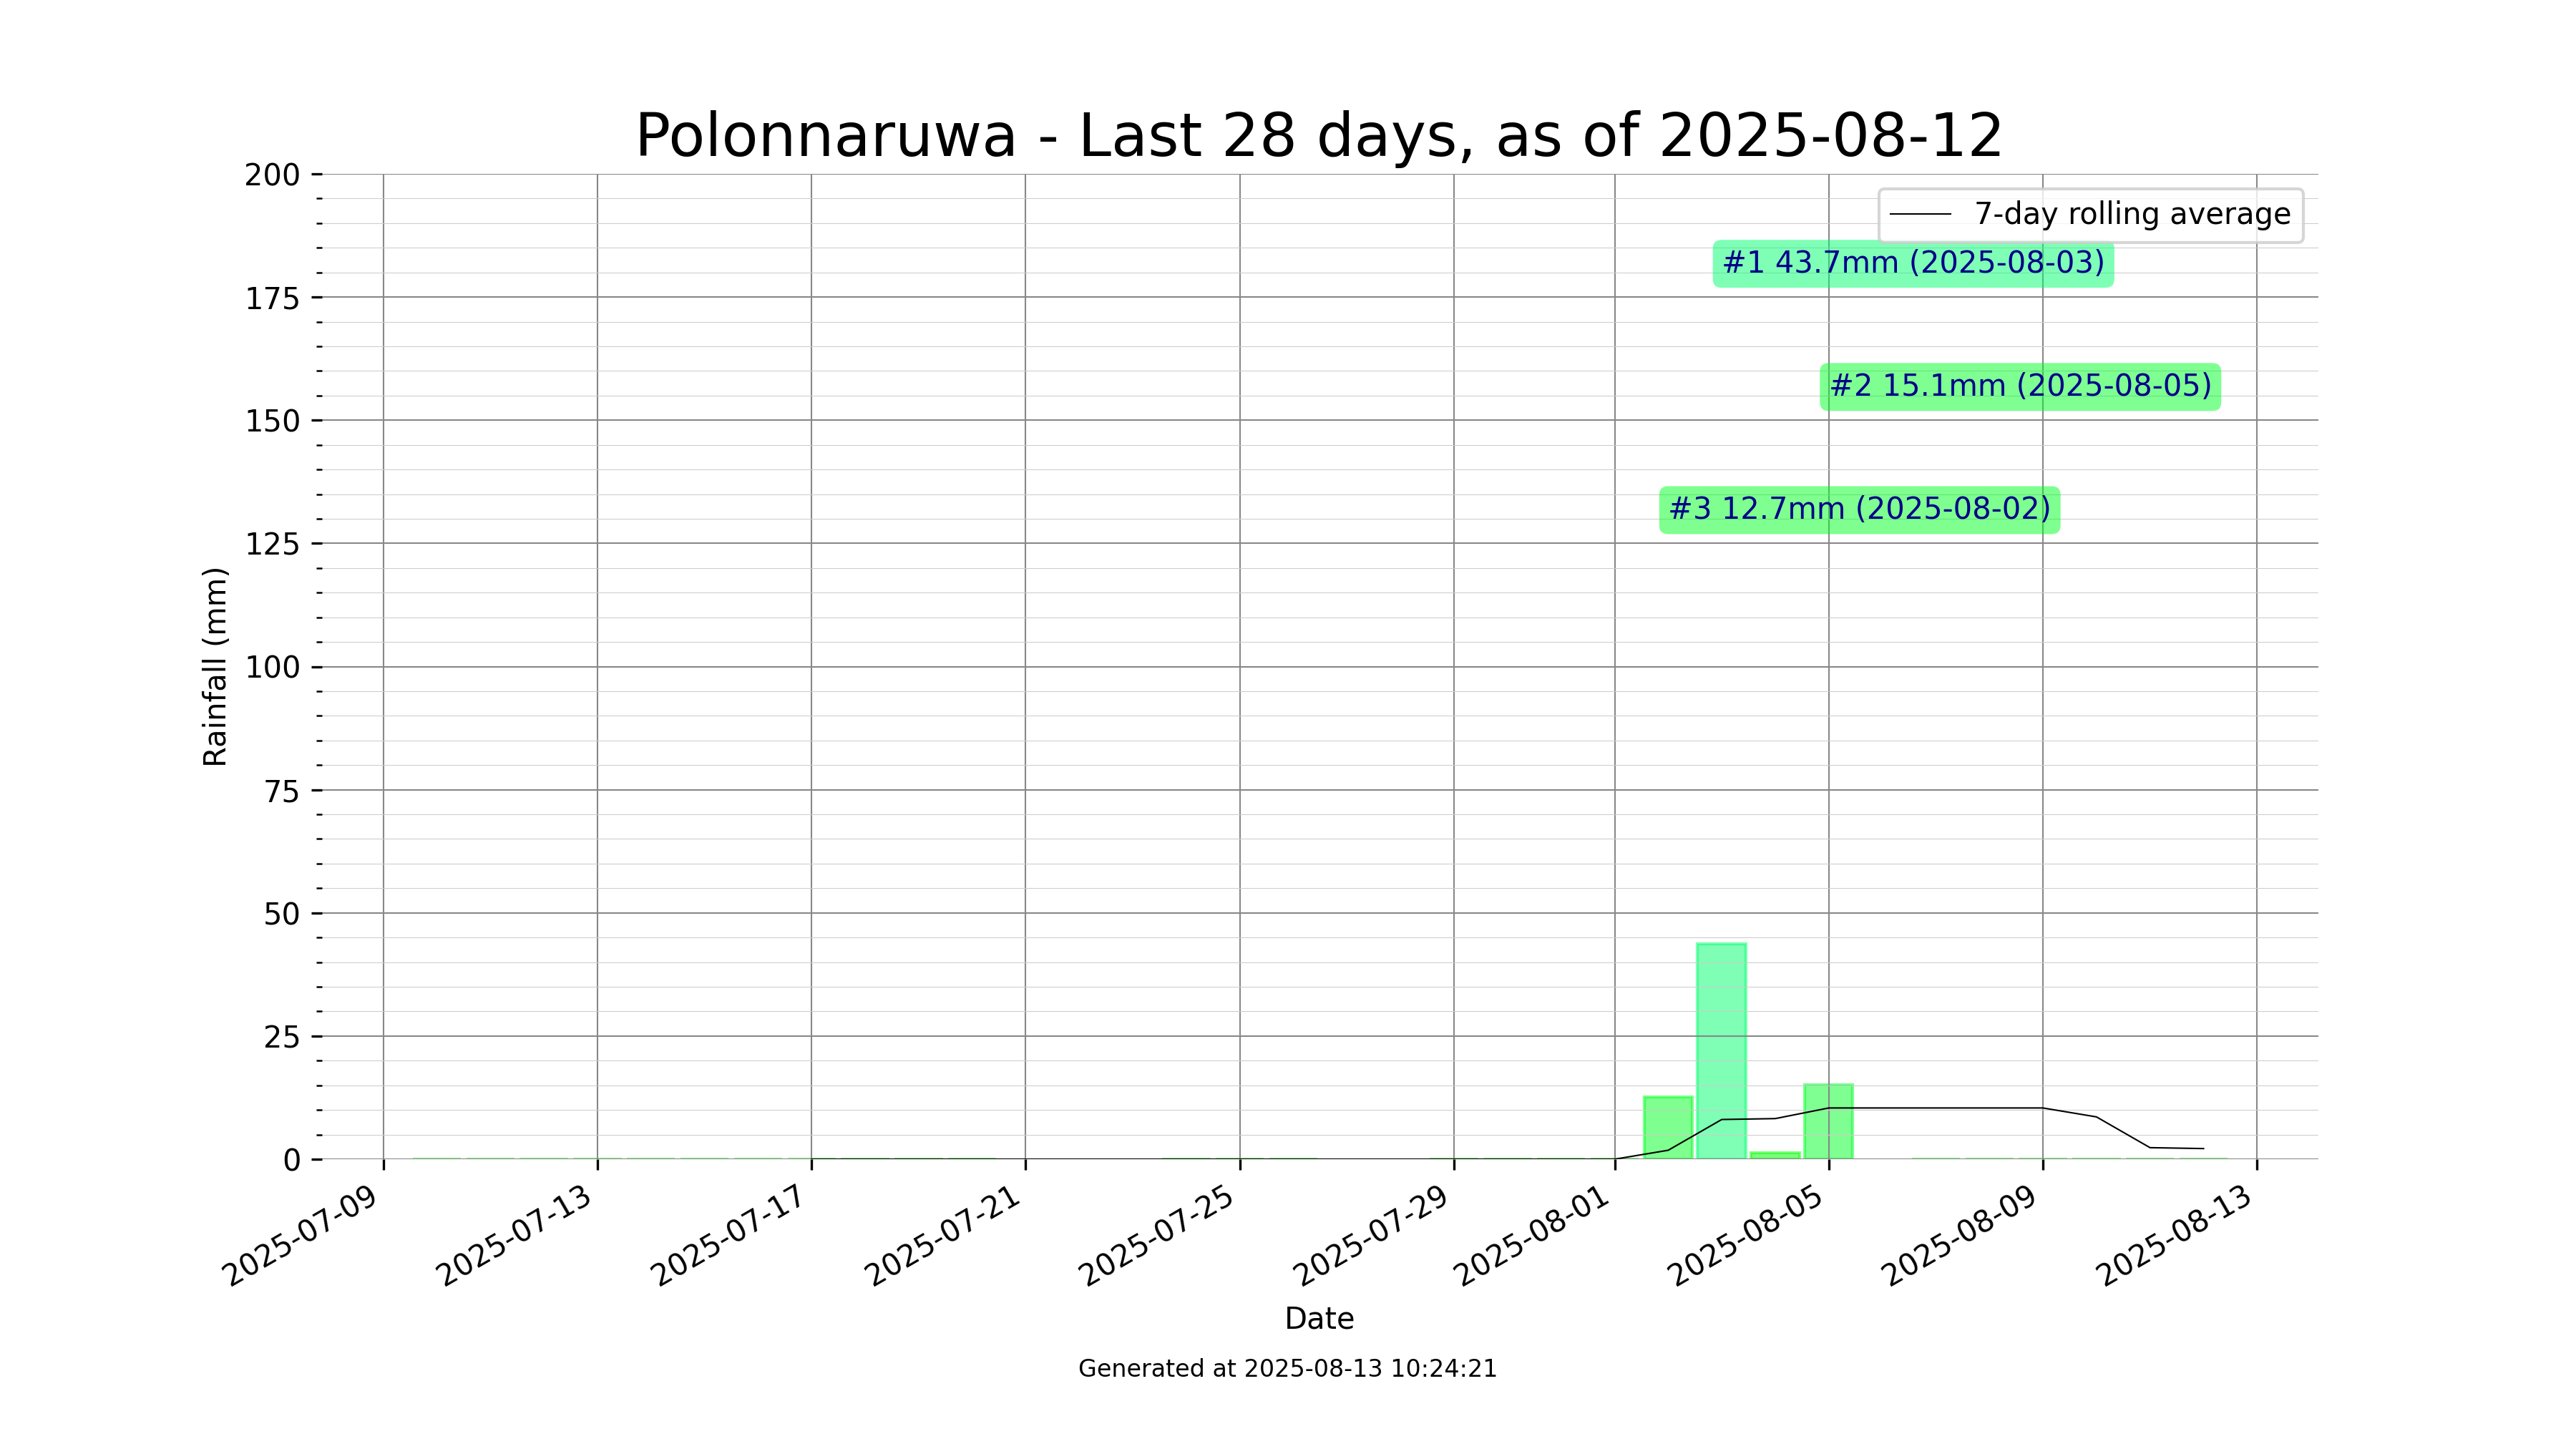 Polonnaruwa - Last 28 days, as of 2025-08-12
200
175
150
125
100
75
50
25
0
Rainfall (mm)
7-day rolling average
#1 43.7mm (2025-08-03)
#2 15.1mm (2025-08-05)
#3 12.7mm (2025-08-02)
2025-07-09
2025-07-13
2025-07-17
2025-07-21
2025-07-25
2025-07-29
2025-08-01
2025-08-05
2025-08-09
2025-08-13
Date
Generated at 2025-08-13 10:24:21